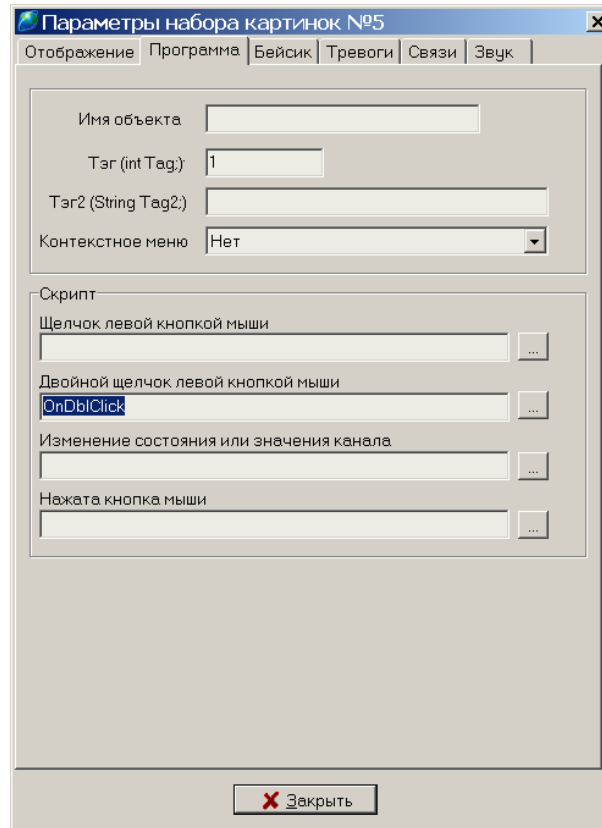 Параметры набора картинок №5
Отображение Программа Бейсик Тревоги Связи Звук
Имя объекта
Тэг (int Tag;) 1
Тэг2 (String Tag2;)
Контекстное меню Нет
Скрипт
Щелчок левой кнопкой мыши
...
Двойной щелчок левой кнопкой мыши
OnDblClick ...
Изменение состояния или значения канала
...
Нажата кнопка мыши
...
Закрыть